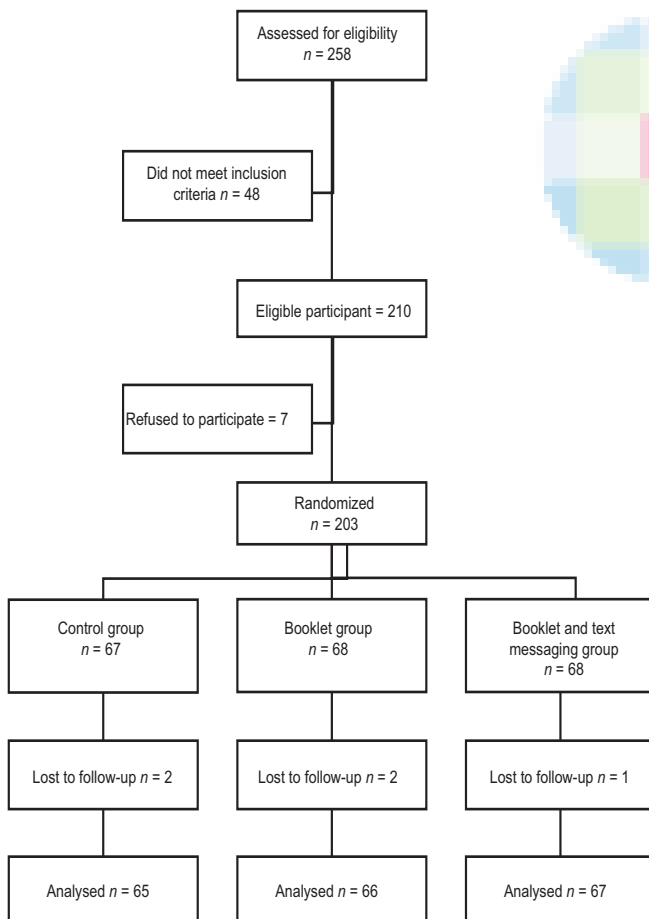 Assessed for eligibility
n = 258
Did not meet inclusion
criteria n = 48
Eligible participant = 210
Refused to participate = 7
Randomized
n = 203
Control group
n = 67
Booklet group
n = 68
Booklet and text
messaging group
n = 68
Lost to follow-up n = 2
Lost to follow-up n = 2
Lost to follow-up n = 1
Analysed n = 65
Analysed n = 66
Analysed n = 67